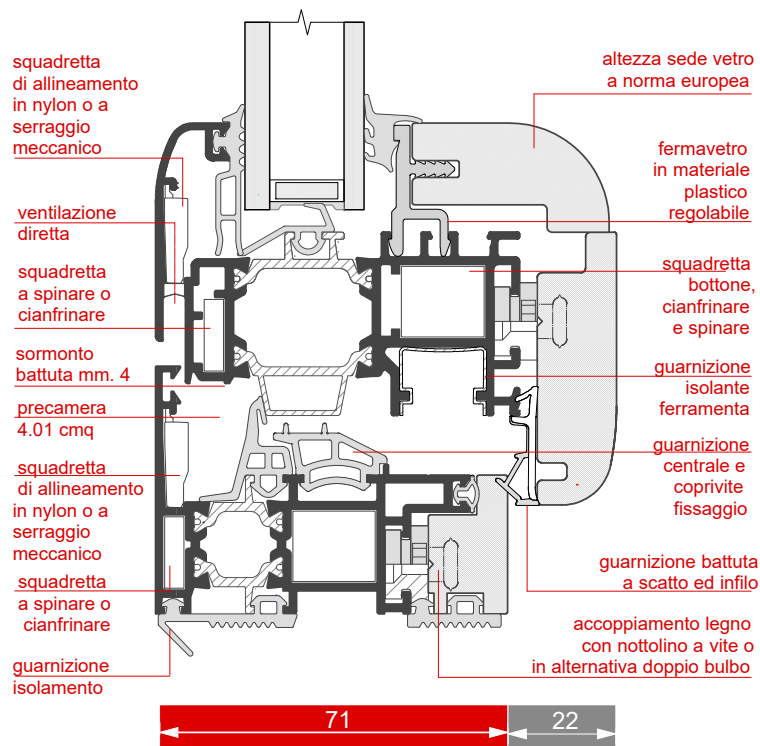 squadretta
di allineamento
in nylon o a
serraggio
meccanico
ventilazione
diretta
squadretta
a spinare o
cianfrinare
sormonto
battuta mm. 4
precamera
4.01 cmq
squadretta
di allineamento
in nylon o a
serraggio
meccanico
squadretta
a spinare o
cianfrinare
guarnizione
isolamento
altezza sede vetro
a norma europea
fermavetro
in materiale
plastico
regolabile
squadretta
bottone,
cianfrinare
e spinare
guarnizione
isolante
ferramenta
guarnizione
centrale e
coprivite
fissaggio
guarnizione battuta
a scatto ed infilo
accoppiamento legno
con nottolino a vite o
in alternativa doppio bulbo
71
22